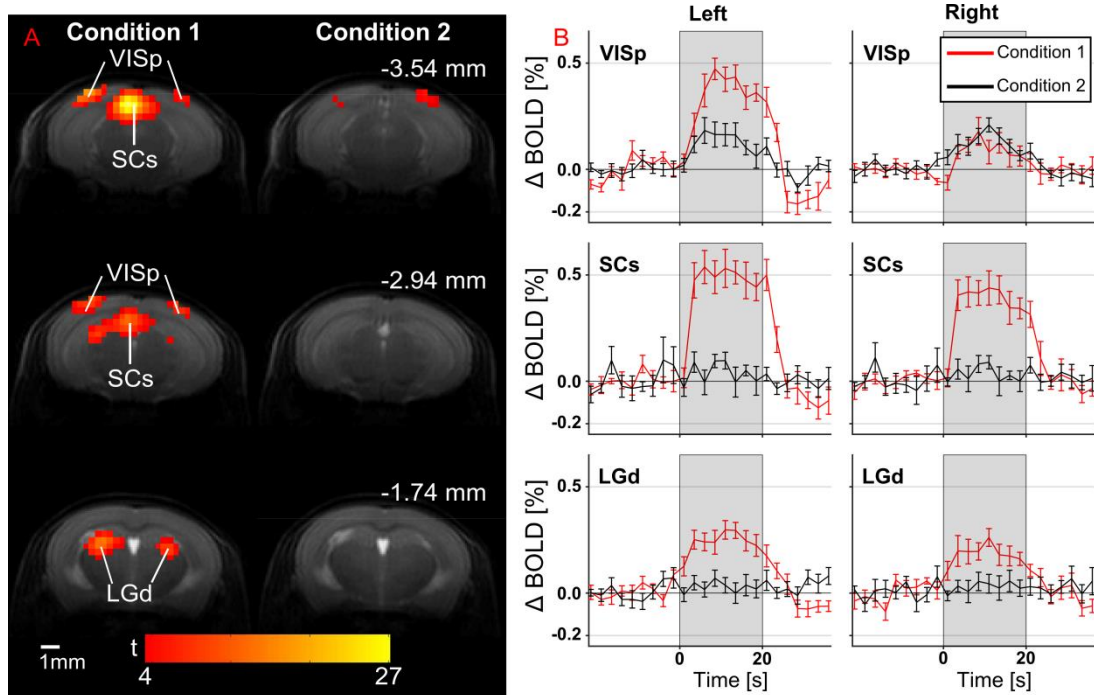 A
Condition 1
Condition 2
VISp
-3.54 mm
SCs
VISp
-2.94 mm
SCs
-1.74 mm
LGd
1mm
t
4
27
B
Left
Right
VISp
VISp
Condition 1
Condition 2
Δ BOLD [%]
0.5
0.0
-0.2
SCs
SCs
Δ BOLD [%]
0.5
0.0
-0.2
LGd
LGd
Δ BOLD [%]
0.5
0.0
-0.2
0
20
0
20
Time [s]
Time [s]